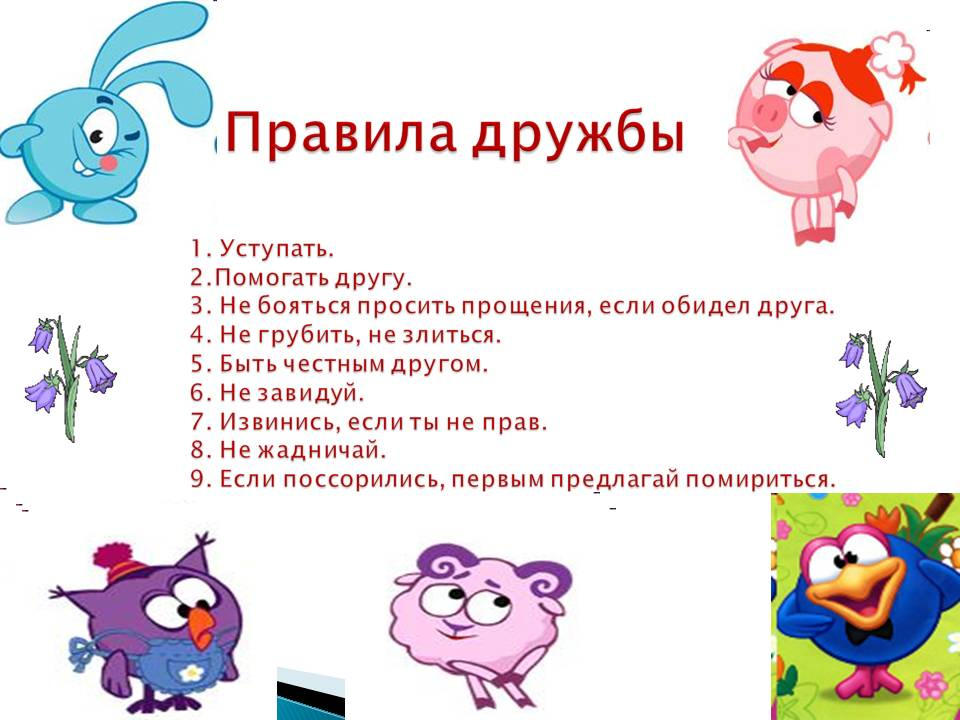 Правила дружбы
1. Уступать.
2.Помогать другу.
3. Не бояться просить прощения, если обидел друга.
4. Не грубить, не злиться.
5. Быть честным другом.
6. Не завидуй.
7. Извинись, если ты не прав.
8. Не жадничай.
9. Если поссорились, первым предлагай помириться.